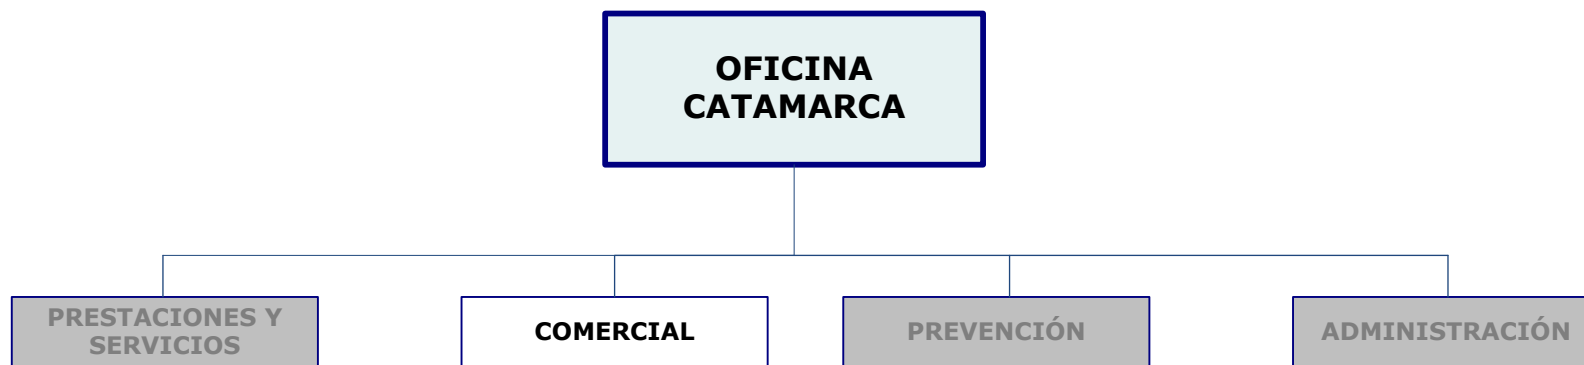 OFICINA
CATAMARCA
PRESTACIONES Y
SERVICIOS
COMERCIAL
PREVENCIÓN
ADMINISTRACIÓN